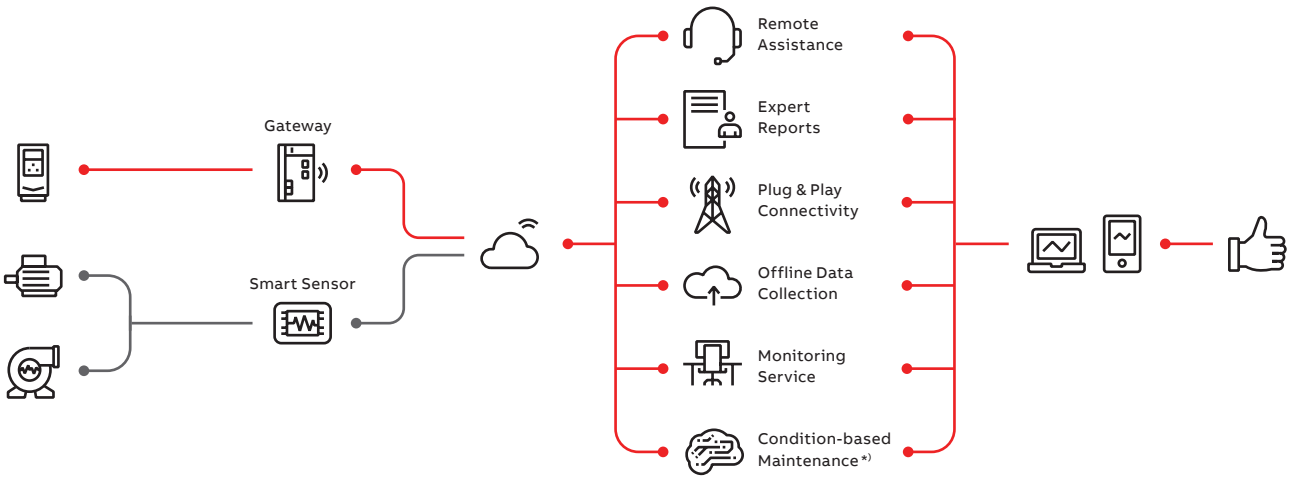 Gateway
Smart Sensor
Remote
Assistance
Expert
Reports
Plug & Play
Connectivity
Offline Data
Collection
Monitoring
Service
Condition-based
Maintenance *)